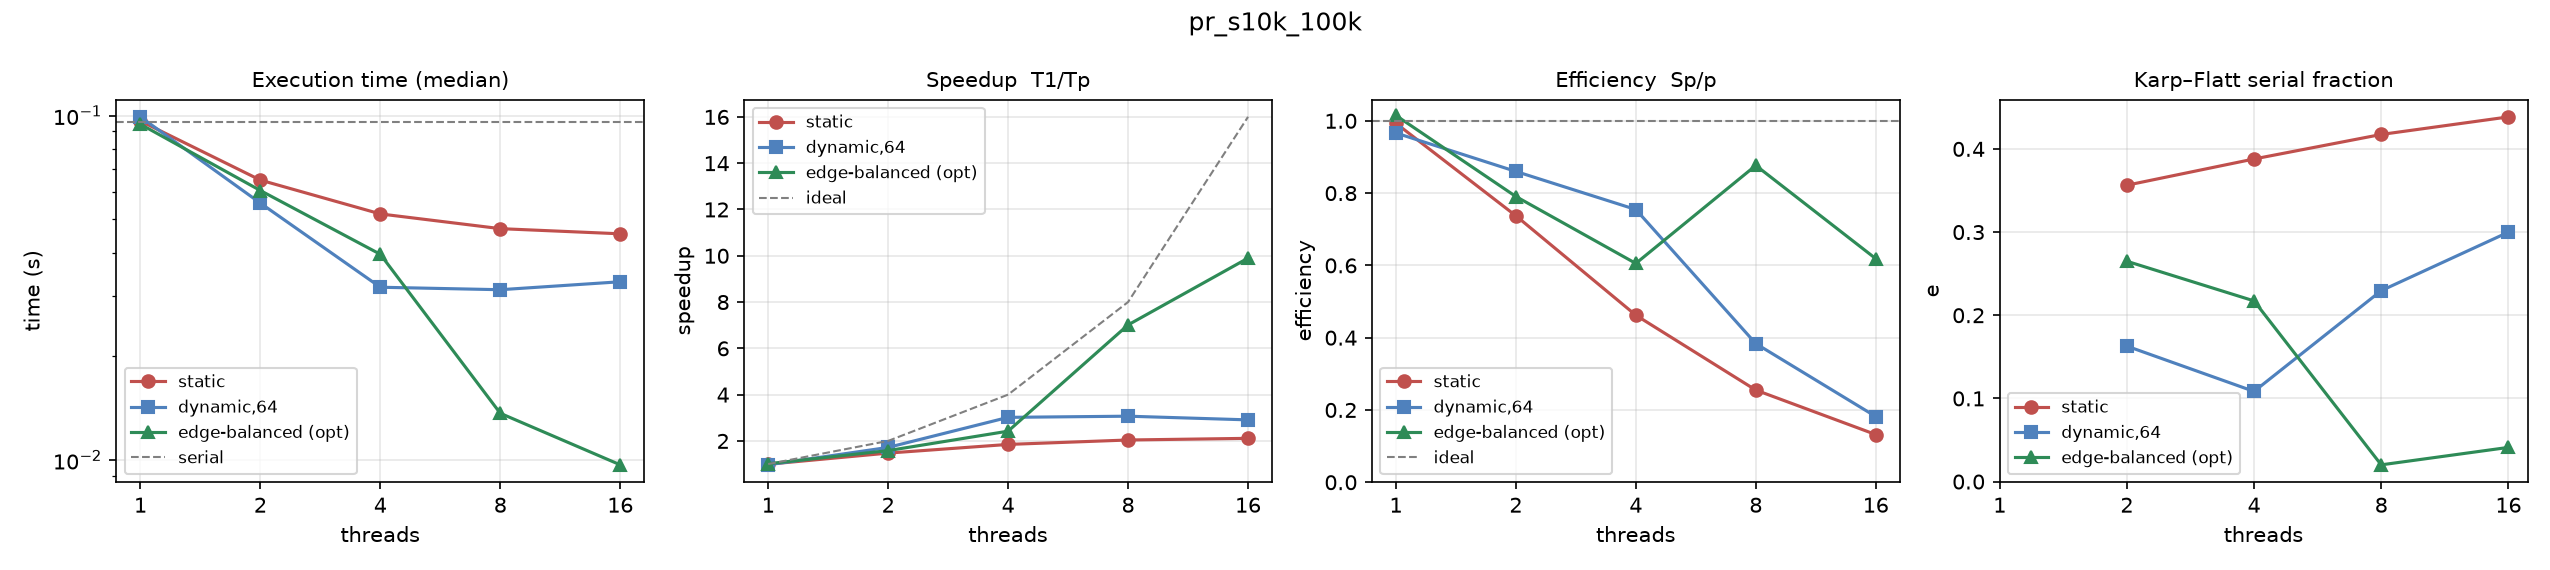 pr_s10k_100k
Execution time (median)
10⁻¹
10⁻²
time (s)
static
dynamic,64
edge-balanced (opt)
serial
1 2 4 8 16
threads
Speedup T1/Tp
16
14
12
10
8
6
4
2
speedup
static
dynamic,64
edge-balanced (opt)
ideal
1 2 4 8 16
threads
Efficiency Sp/p
1.0
0.8
0.6
0.4
0.2
0.0
efficiency
static
dynamic,64
edge-balanced (opt)
ideal
1 2 4 8 16
threads
Karp–Flatt serial fraction
0.4
0.3
0.2
0.1
0.0
e
static
dynamic,64
edge-balanced (opt)
1 2 4 8 16
threads